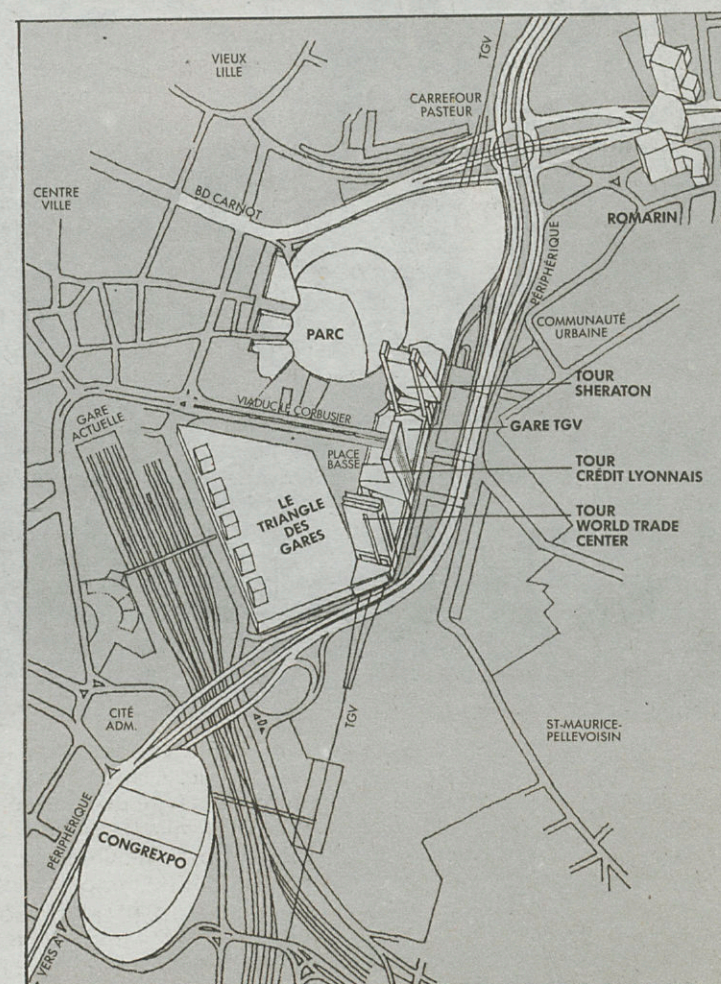 TGV
VIEUX
LILLE
CARREFOUR
PASTEUR
CENTRE
VILLE
BD CARNOT
ROMARIN
PÉRIPHÉRIQUE
PARC
COMMUNAUTÉ
URBAINE
TOUR
SHERATON
VIADUC LE CORBUSIER
GARE
ACTUELLE
GARE TGV
PLACE
BASSE
TOUR
CRÉDIT LYONNAIS
LE
TRIANGLE
DES
GARES
TOUR
WORLD TRADE
CENTER
CITÉ
ADM.
TGV
ST-MAURICE-
PELLEVOISIN
PÉRIPHÉRIQUE
CONGREXPO
VERS A1